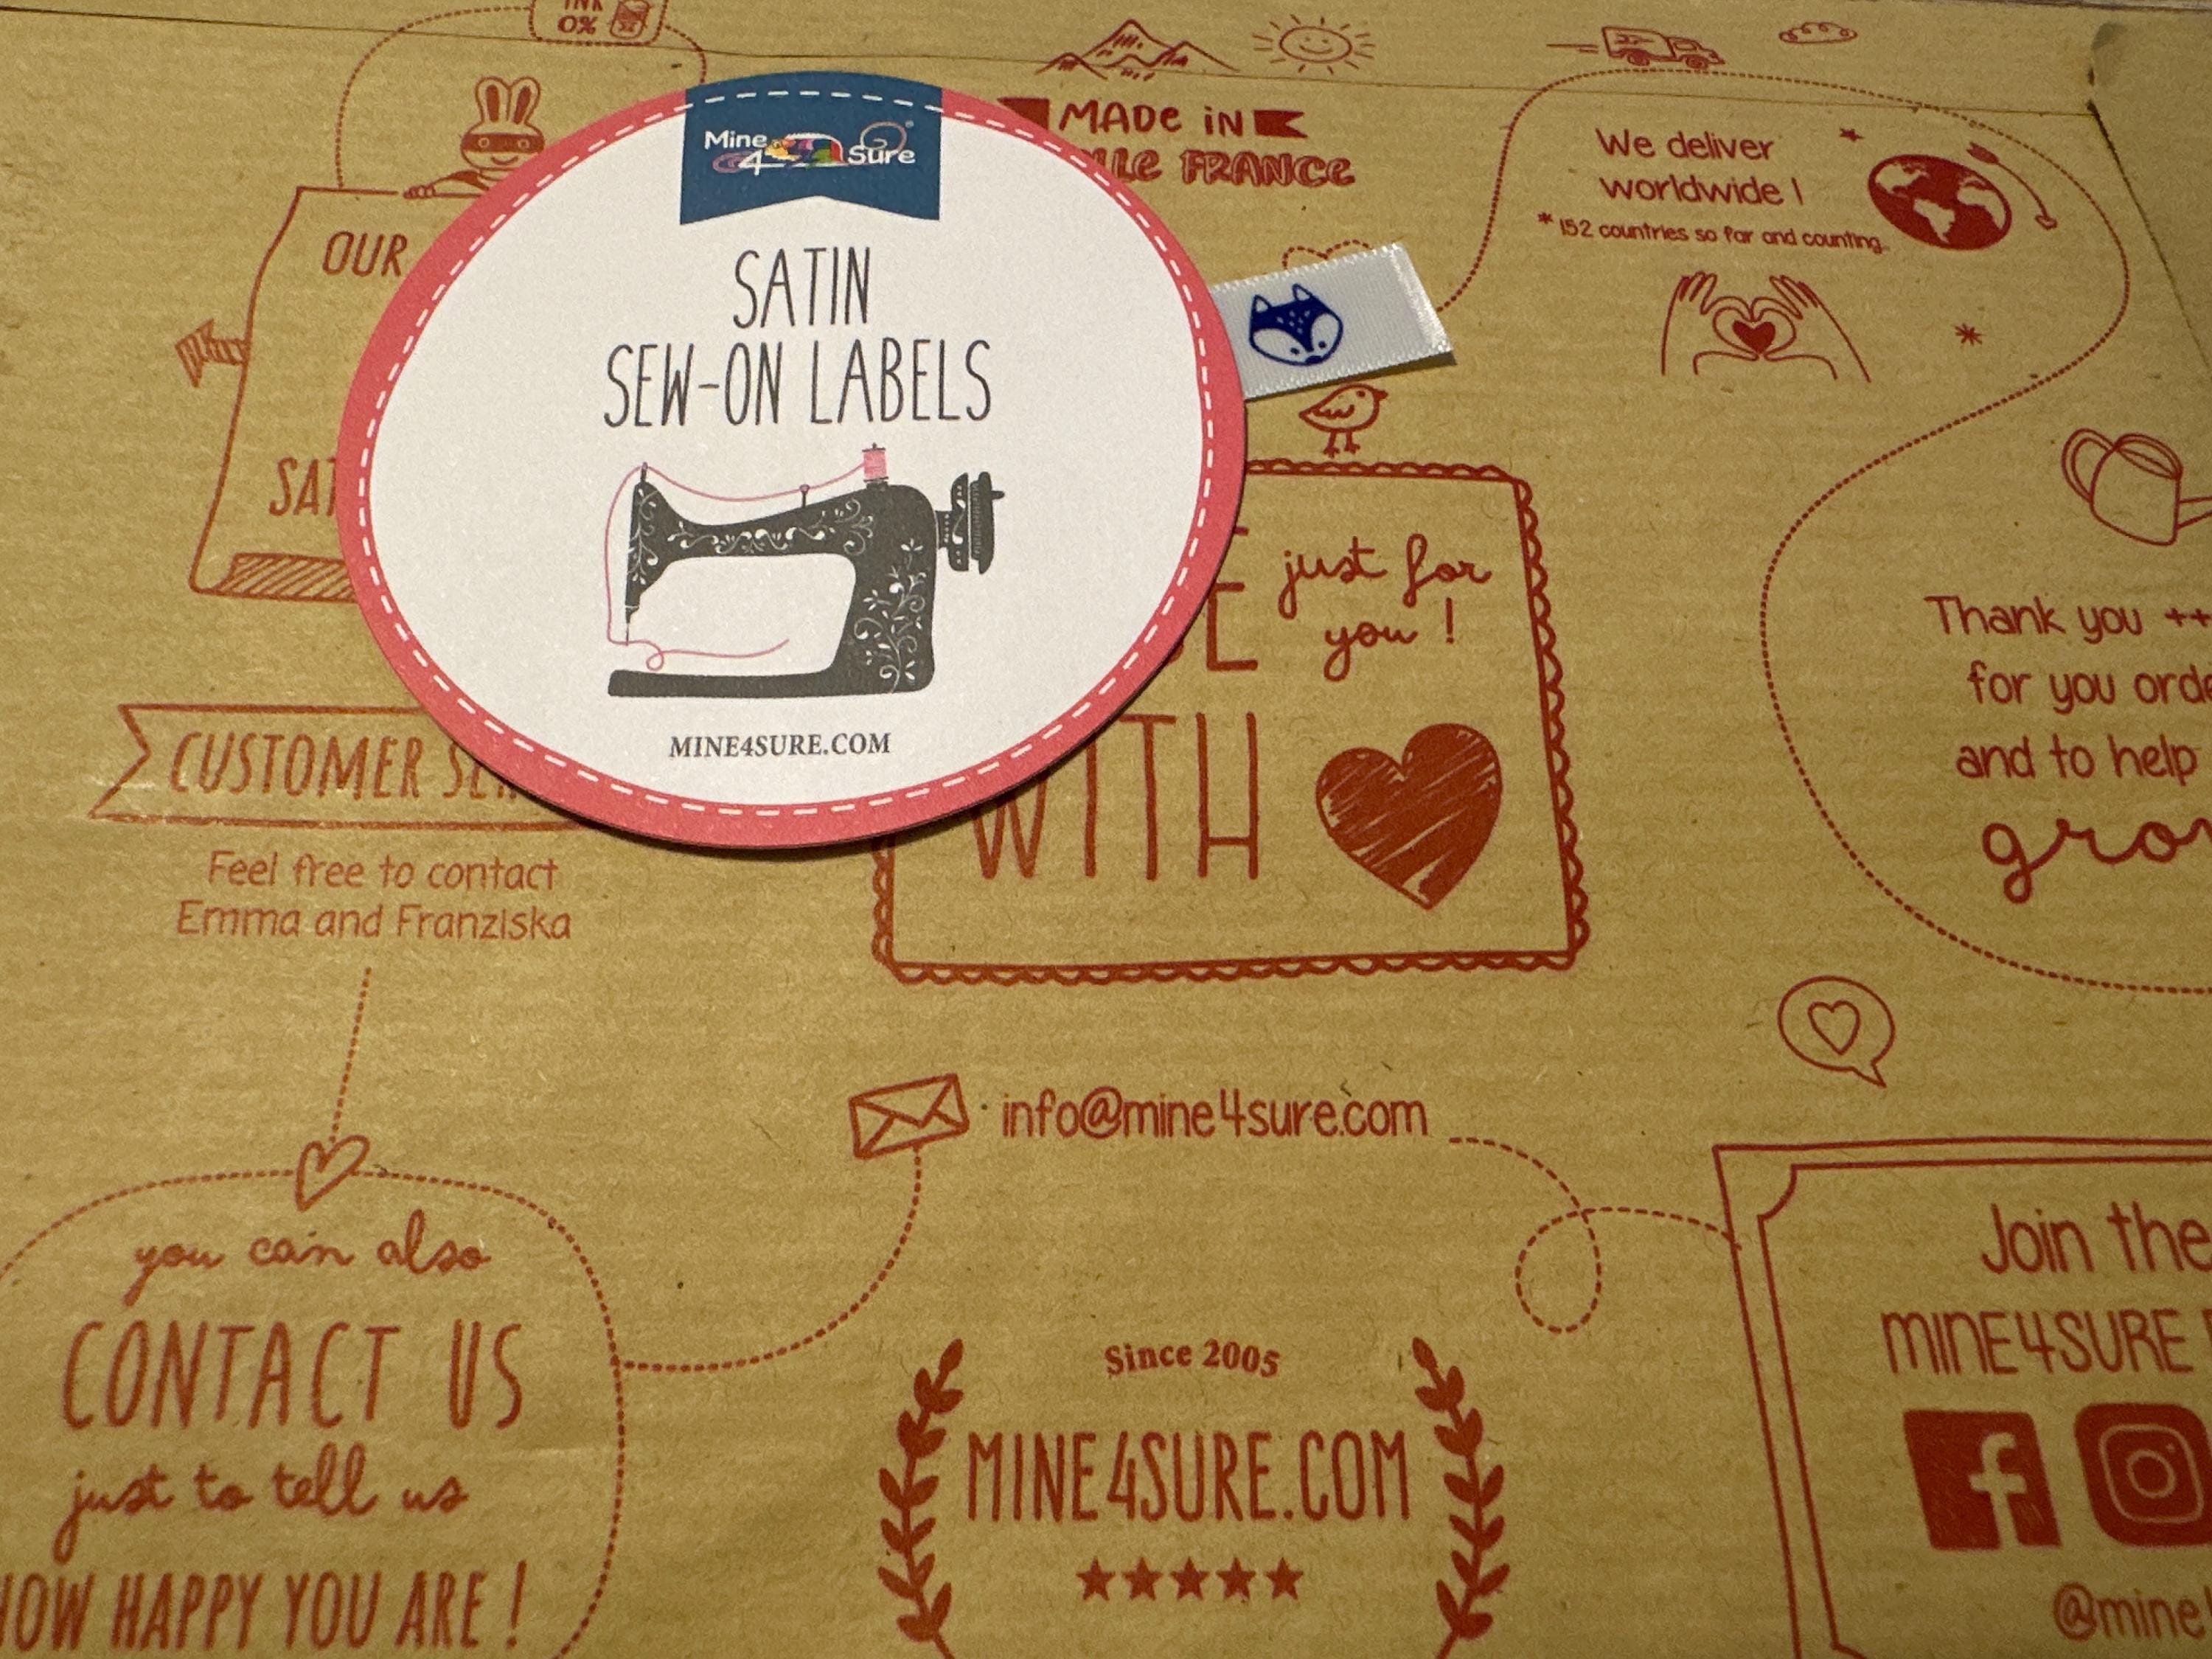 INK
0%
Mine
4 Sure
SATIN
SEW-ON LABELS
MINE4SURE.COM
MADE iN
FRANCE
We deliver
worldwide !
* 152 countries so far and counting.
OUR
just for
you !
WITH
Thank you ++
for you
and to help
CUSTOMER
Feel free to contact
Emma and Franziska
info@mine4sure.com
you can also
CONTACT US
just to tell us
HOW HAPPY YOU ARE !
Since 2005
MINE4SURE.COM
Join the
MINE4SURE
@mine